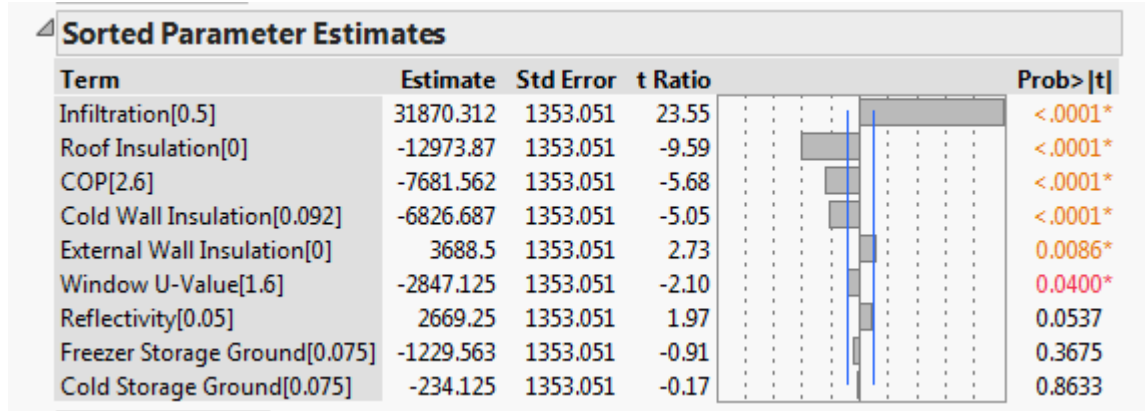 Sorted Parameter Estimates
Term Estimate Std Error t Ratio Prob>|t|
Infiltration[0.5] 31870.312 1353.051 23.55 <.0001*
Roof Insulation[0] -12973.87 1353.051 -9.59 <.0001*
COP[2.6] -7681.562 1353.051 -5.68 <.0001*
Cold Wall Insulation[0.092] -6826.687 1353.051 -5.05 <.0001*
External Wall Insulation[0] 3688.5 1353.051 2.73 0.0086*
Window U-Value[1.6] -2847.125 1353.051 -2.10 0.0400*
Reflectivity[0.05] 2669.25 1353.051 1.97 0.0537
Freezer Storage Ground[0.075] -1229.563 1353.051 -0.91 0.3675
Cold Storage Ground[0.075] -234.125 1353.051 -0.17 0.8633